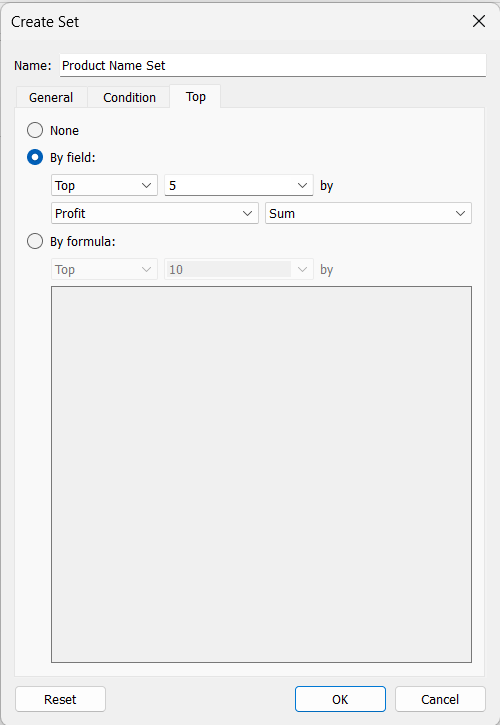 Create Set
Name: Product Name Set
General Condition Top
None
By field:
Top 5 by
Profit Sum
By formula:
Top 10 by
Reset OK Cancel